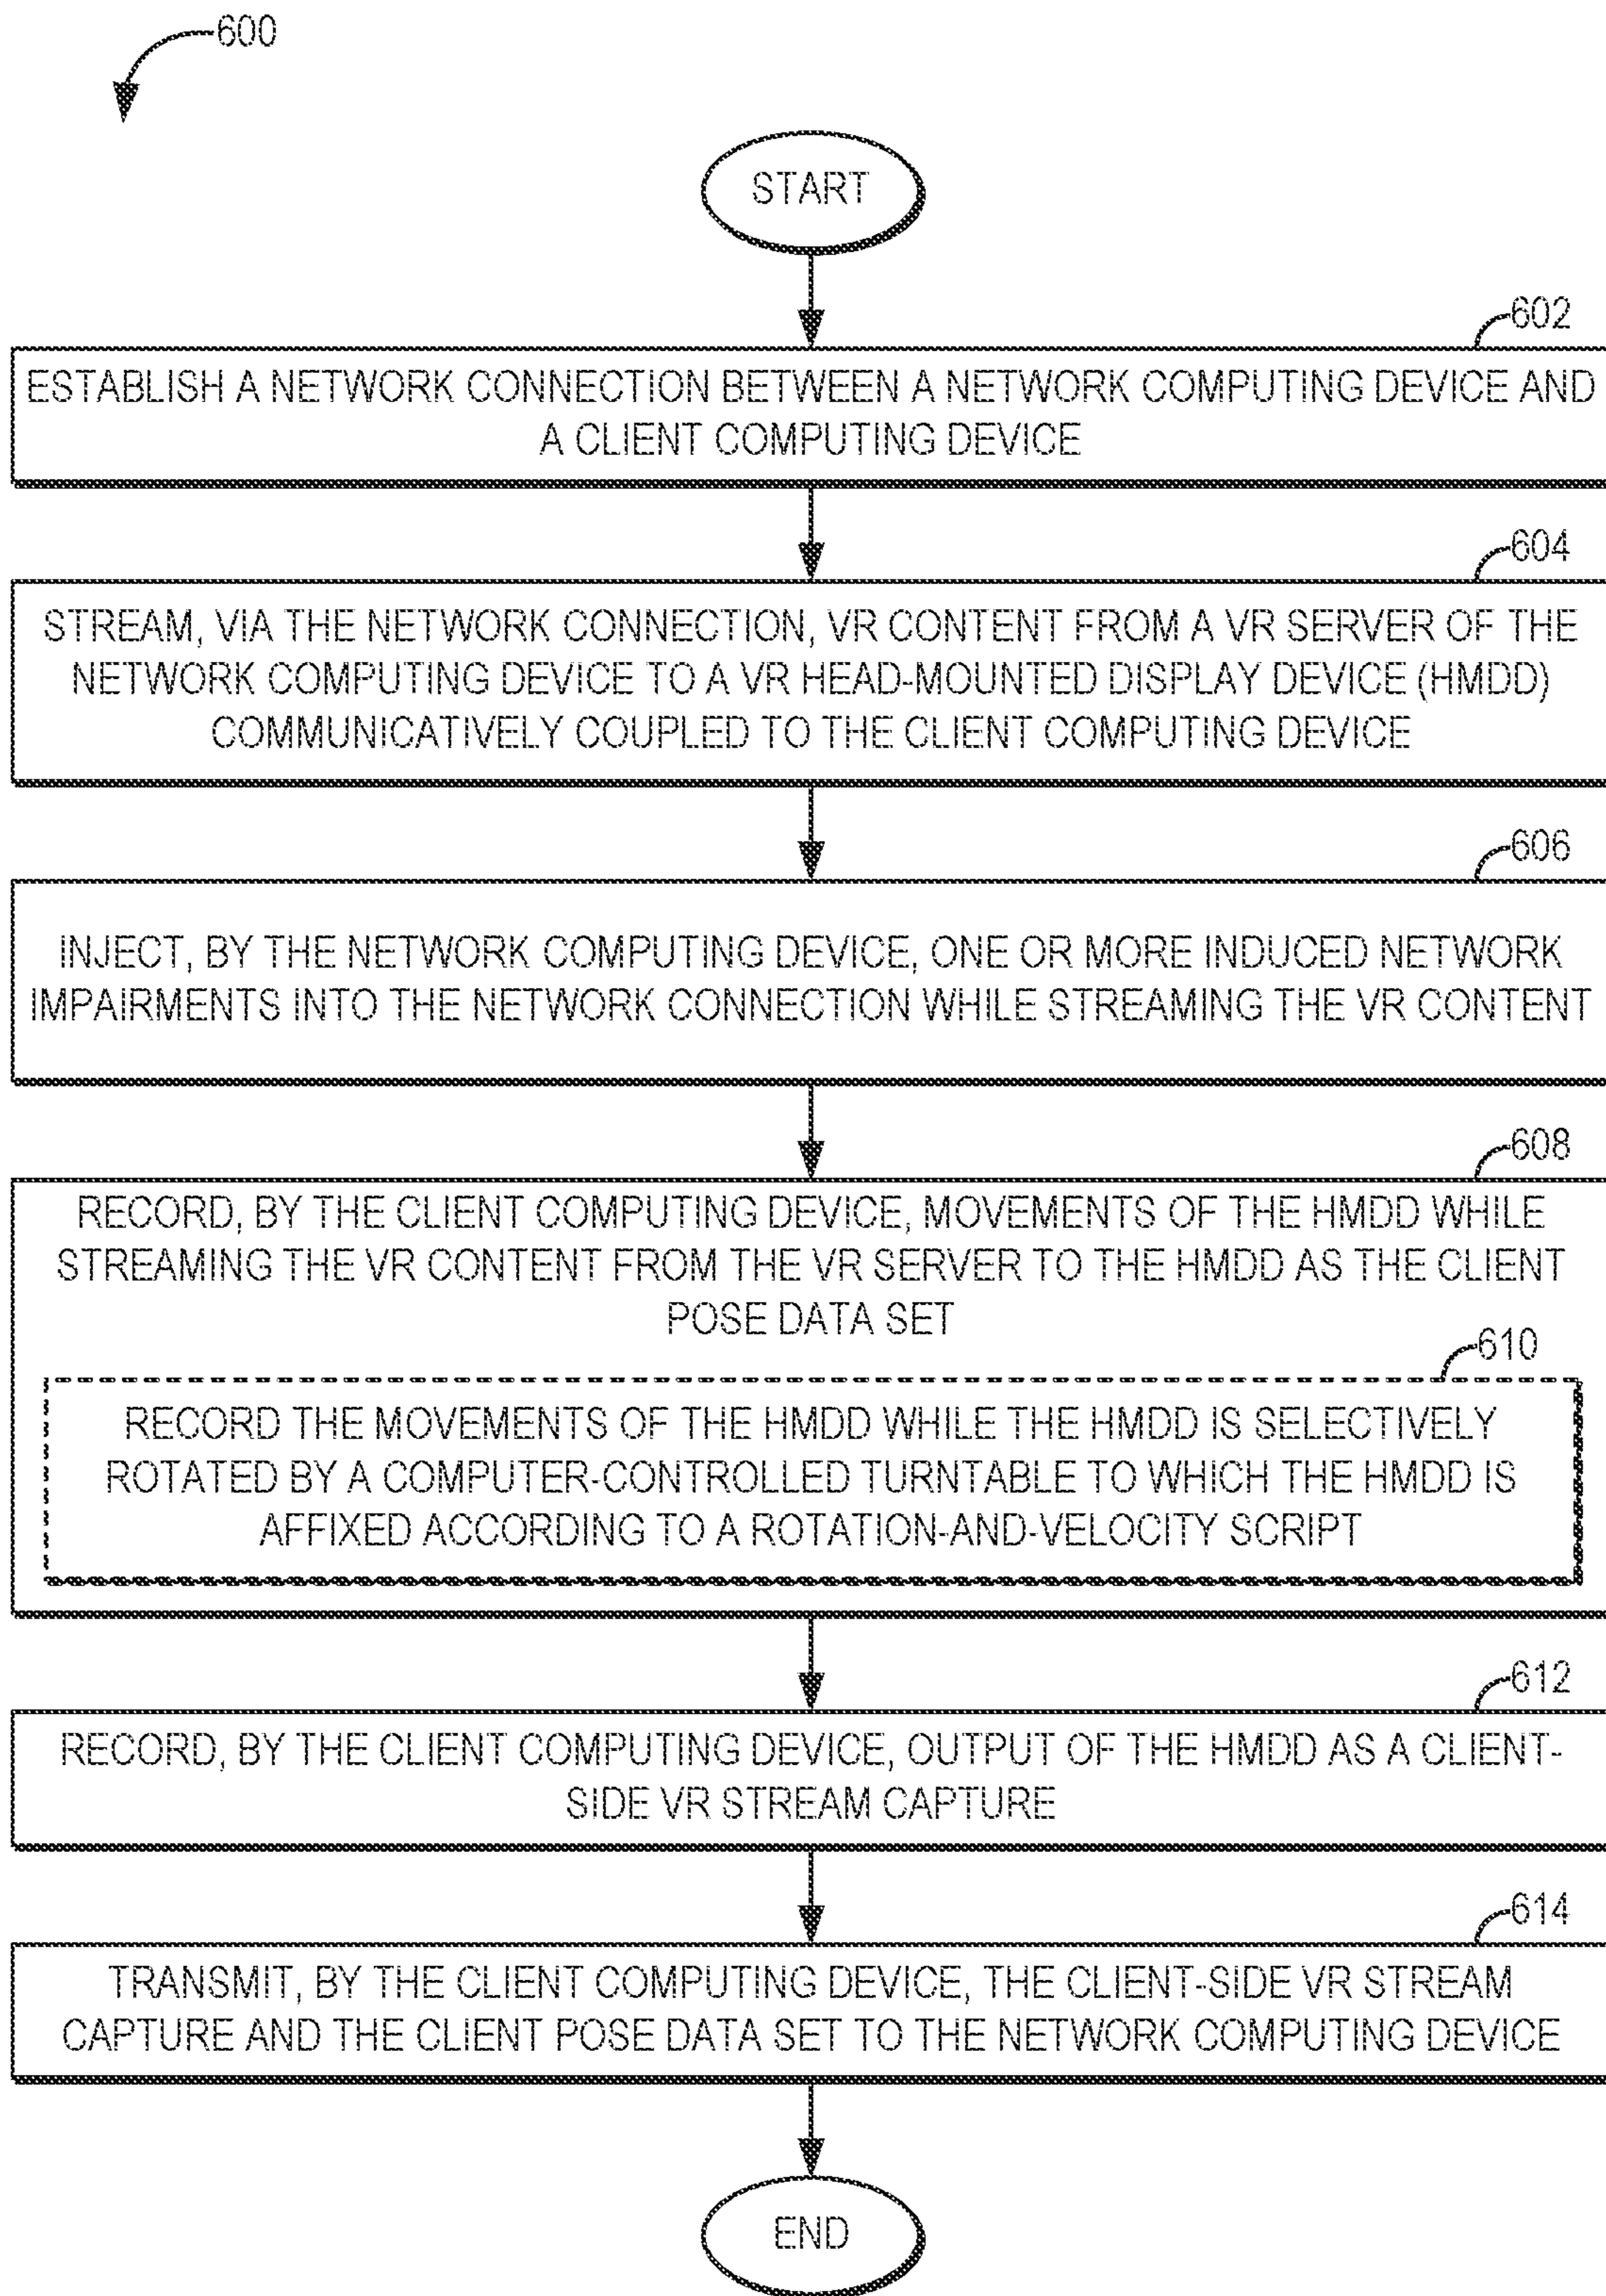 600
START
602
ESTABLISH A NETWORK CONNECTION BETWEEN A NETWORK COMPUTING DEVICE AND
A CLIENT COMPUTING DEVICE
604
STREAM, VIA THE NETWORK CONNECTION, VR CONTENT FROM A VR SERVER OF THE
NETWORK COMPUTING DEVICE TO A VR HEAD-MOUNTED DISPLAY DEVICE (HMDD)
COMMUNICATIVELY COUPLED TO THE CLIENT COMPUTING DEVICE
606
INJECT, BY THE NETWORK COMPUTING DEVICE, ONE OR MORE INDUCED NETWORK
IMPAIRMENTS INTO THE NETWORK CONNECTION WHILE STREAMING THE VR CONTENT
608
RECORD, BY THE CLIENT COMPUTING DEVICE, MOVEMENTS OF THE HMDD WHILE
STREAMING THE VR CONTENT FROM THE VR SERVER TO THE HMDD AS THE CLIENT
POSE DATA SET
610
RECORD THE MOVEMENTS OF THE HMDD WHILE THE HMDD IS SELECTIVELY
ROTATED BY A COMPUTER-CONTROLLED TURNTABLE TO WHICH THE HMDD IS
AFFIXED ACCORDING TO A ROTATION-AND-VELOCITY SCRIPT
612
RECORD, BY THE CLIENT COMPUTING DEVICE, OUTPUT OF THE HMDD AS A CLIENT-
SIDE VR STREAM CAPTURE
614
TRANSMIT, BY THE CLIENT COMPUTING DEVICE, THE CLIENT-SIDE VR STREAM
CAPTURE AND THE CLIENT POSE DATA SET TO THE NETWORK COMPUTING DEVICE
END